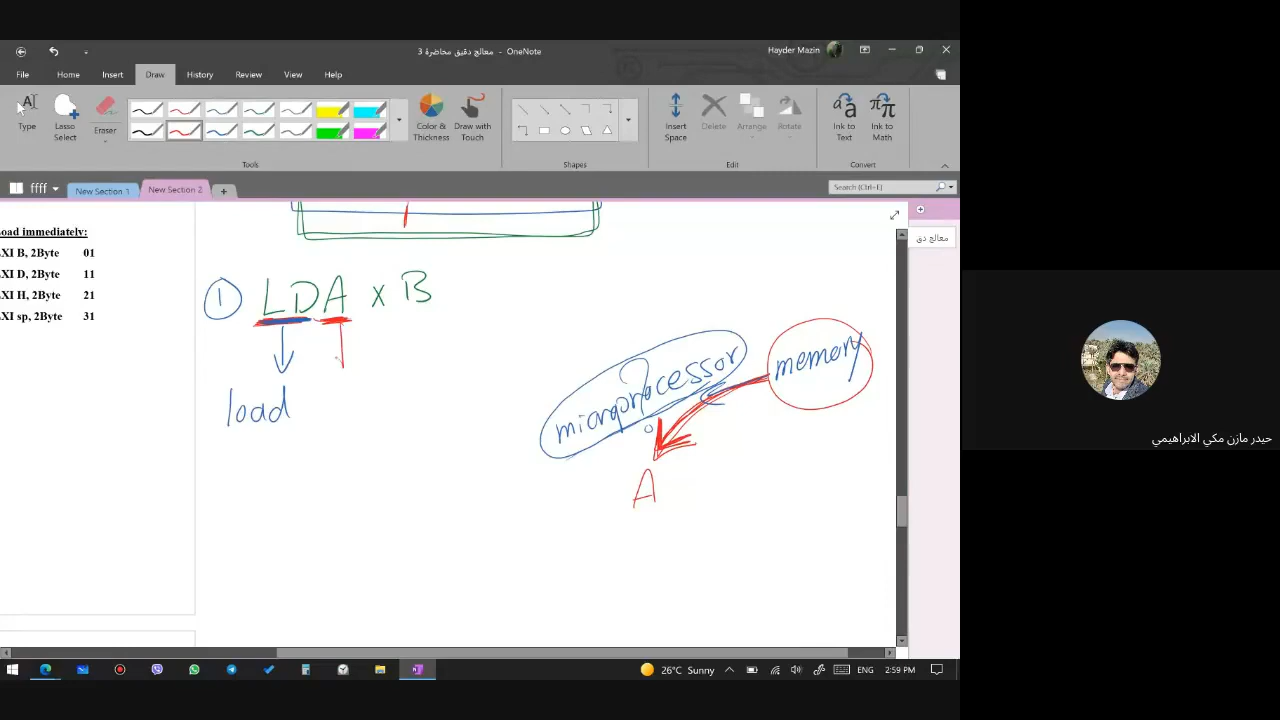 معالج دقيق محاضرة 3 - OneNote
Hayder Mazin
File Home Insert Draw History Review View Help
Type
Lasso Select
Eraser
Color & Thickness
Draw with Touch
Insert Space
Delete
Arrange
Rotate
Ink to Text
Ink to Math
Tools
Shapes
Edit
Convert
ffff
New Section 1
New Section 2
Search (Ctrl+E)
معالج دق
Load immediately:
XI B, 2Byte 01
XI D, 2Byte 11
XI H, 2Byte 21
XI sp, 2Byte 31
1 LDA x B
load
microprocessor
memory
A
حيدر مازن مكي الابراهيمي
26°C Sunny
ENG
2:59 PM